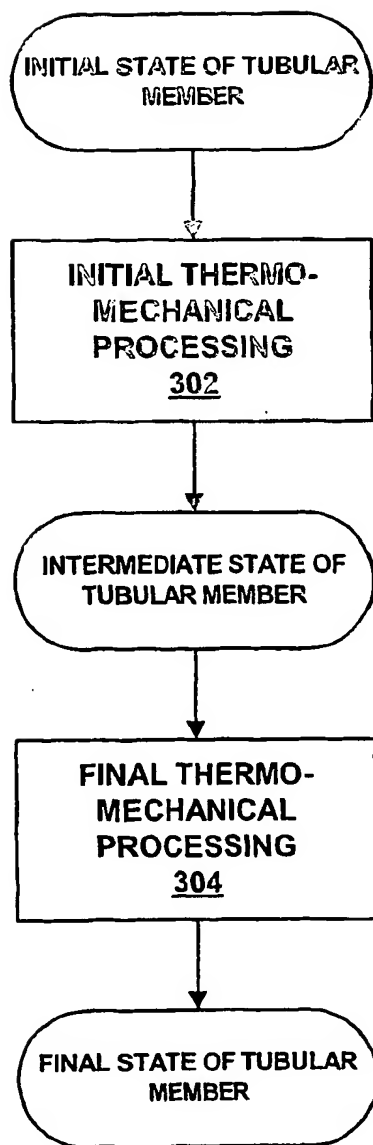 INITIAL STATE OF TUBULAR
MEMBER
INITIAL THERMO-
MECHANICAL
PROCESSING
302
INTERMEDIATE STATE OF
TUBULAR MEMBER
FINAL THERMO-
MECHANICAL
PROCESSING
304
FINAL STATE OF TUBULAR
MEMBER